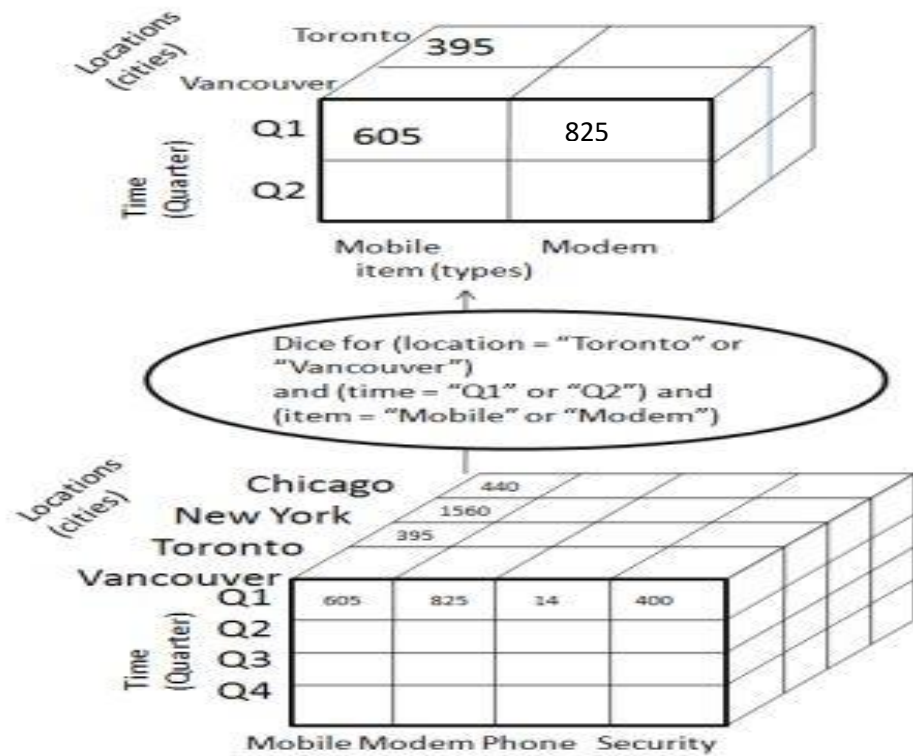 Locations
(cities)
Toronto
395
Vancouver
Q1
605
825
Q2
Time
(Quarter)
Mobile
Modem
item (types)
Dice for (location = “Toronto” or
“Vancouver”)
and (time = “Q1” or “Q2”) and
(item = “Mobile” or “Modem”)
Locations
(cities)
Chicago
440
New York
1560
395
Toronto
Vancouver
Q1
605
825
14
400
Q2
Q3
Q4
Time
(Quarter)
Mobile Modem Phone Security